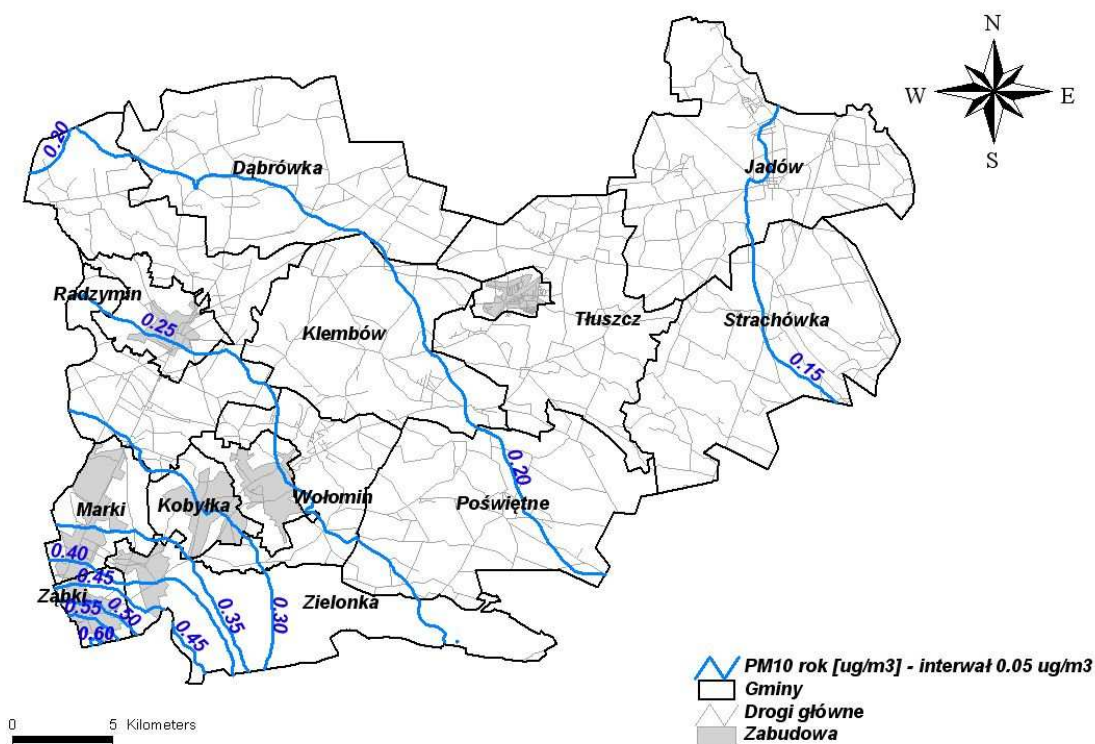 N
W E
S
0.20
Dąbrówka
Jadów
Radzymin
0.25
Klembów
Tłuszcz
Strachówka
0.15
0.20
Marki
Kobyłka
Wołomin
Poświętne
0.40
0.45
Ząbki
0.55
0.50
0.60
0.45
0.35
0.30
Zielonka
PM10 rok [ug/m3] - interwał 0.05 ug/m3
Gminy
Drogi główne
Zabudowa
0 5 Kilometers